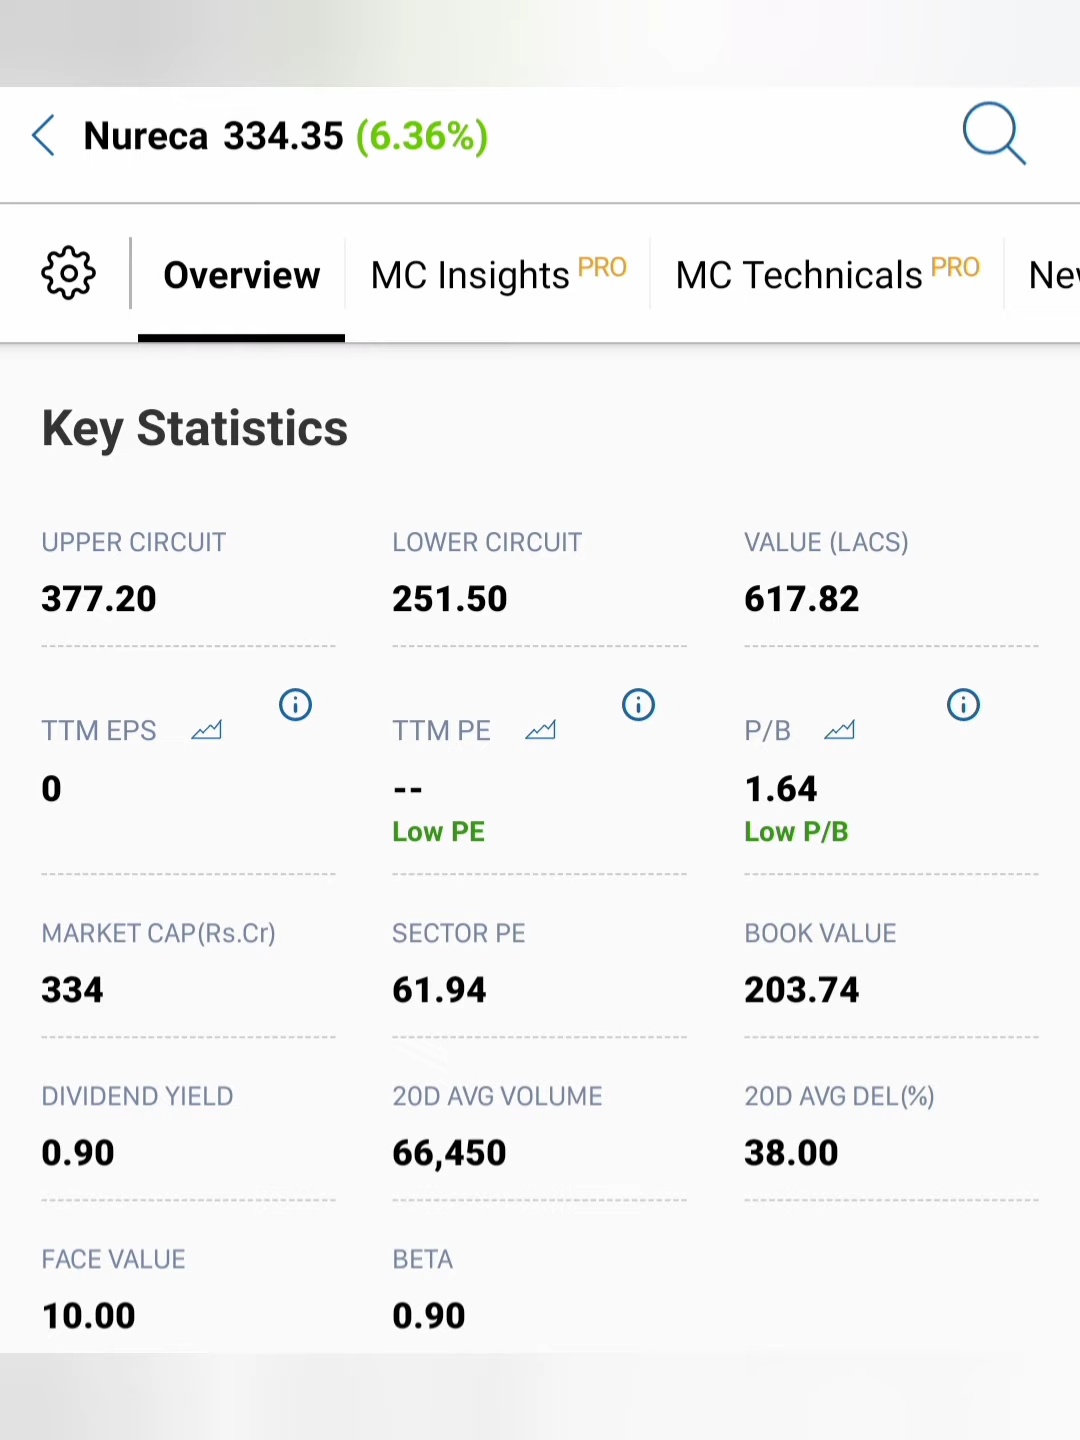 Nureca 334.35 (6.36%)
Overview MC Insights PRO MC Technicals PRO Nev
Key Statistics
UPPER CIRCUIT LOWER CIRCUIT VALUE (LACS)
377.20 251.50 617.82
TTM EPS TTM PE P/B
0 -- 1.64
Low PE Low P/B
MARKET CAP(Rs.Cr) SECTOR PE BOOK VALUE
334 61.94 203.74
DIVIDEND YIELD 20D AVG VOLUME 20D AVG DEL(%)
0.90 66,450 38.00
FACE VALUE BETA
10.00 0.90